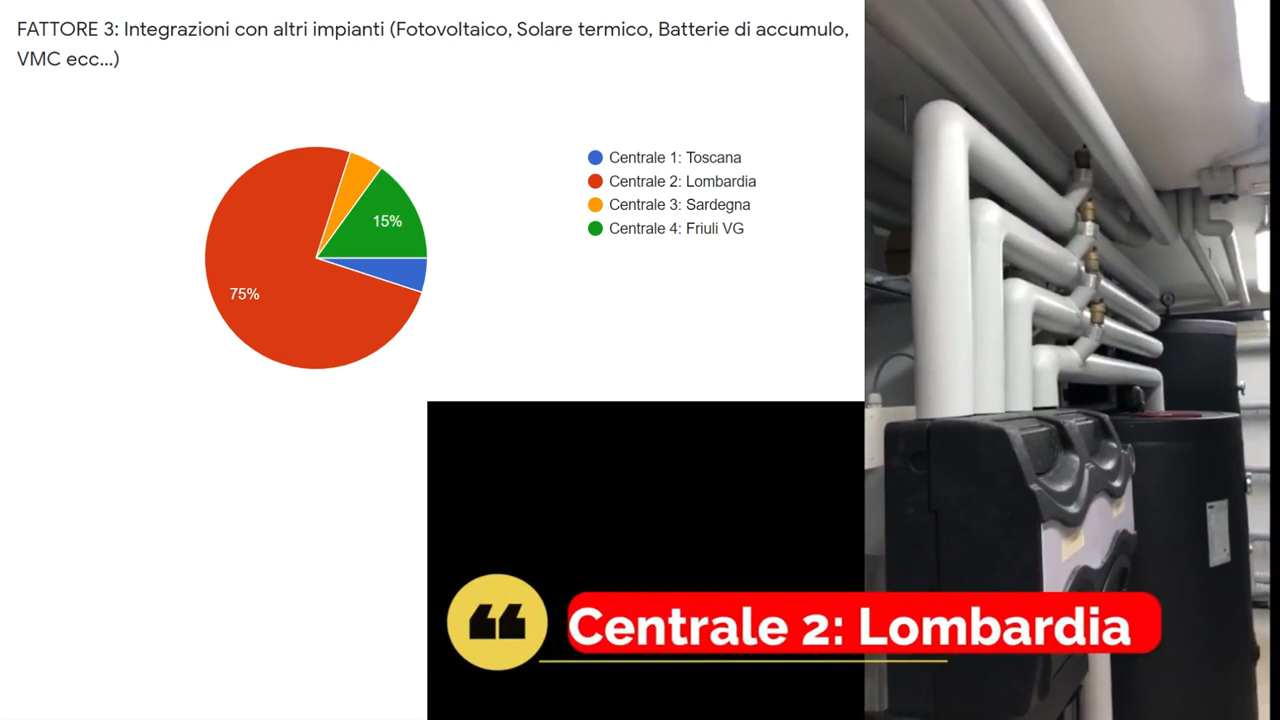 FATTORE 3: Integrazioni con altri impianti (Fotovoltaico, Solare termico, Batterie di accumulo,
VMC ecc...)
Centrale 1: Toscana
Centrale 2: Lombardia
Centrale 3: Sardegna
Centrale 4: Friuli VG
15%
75%
Centrale 2: Lombardia